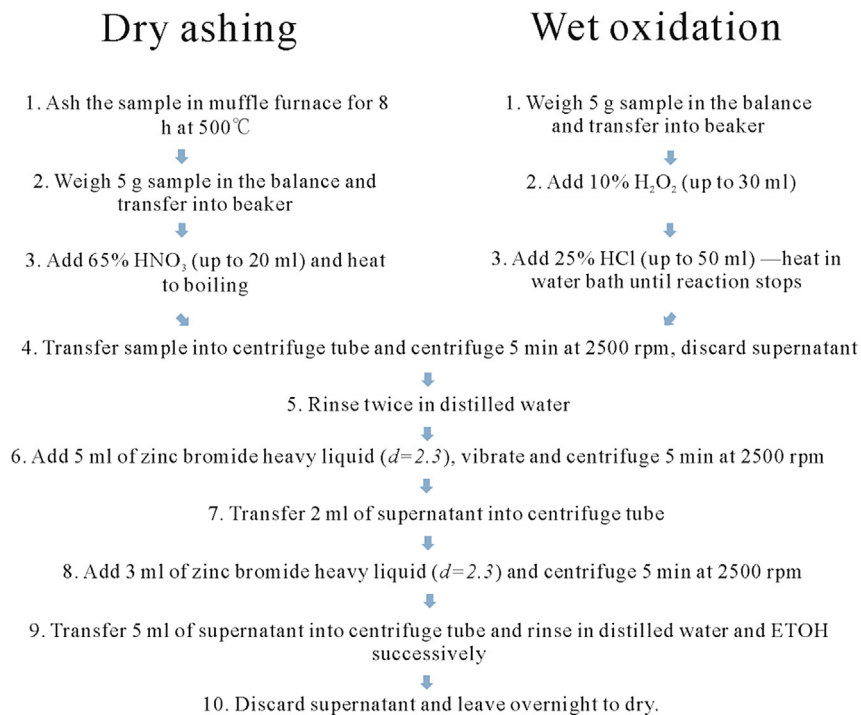 Dry ashing
1. Ash the sample in muffle furnace for 8
h at 500℃
2. Weigh 5 g sample in the balance and
transfer into beaker
3. Add 65% HNO₃ (up to 20 ml) and heat
to boiling
Wet oxidation
1. Weigh 5 g sample in the balance
and transfer into beaker
2. Add 10% H₂O₂ (up to 30 ml)
3. Add 25% HCl (up to 50 ml) —heat in
water bath until reaction stops
4. Transfer sample into centrifuge tube and centrifuge 5 min at 2500 rpm, discard supernatant
5. Rinse twice in distilled water
6. Add 5 ml of zinc bromide heavy liquid (d=2.3), vibrate and centrifuge 5 min at 2500 rpm
7. Transfer 2 ml of supernatant into centrifuge tube
8. Add 3 ml of zinc bromide heavy liquid (d=2.3) and centrifuge 5 min at 2500 rpm
9. Transfer 5 ml of supernatant into centrifuge tube and rinse in distilled water and ETOH
successively
10. Discard supernatant and leave overnight to dry.